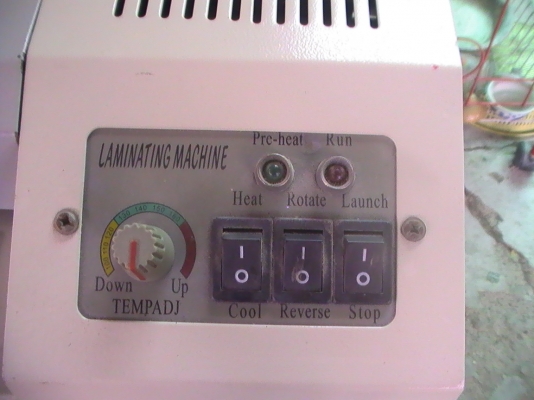 Pre-heat Run
LAMINATING MACHINE
Heat Rotate Launch
Down Up
TEMPADJ
I I I
O O O
Cool Reverse Stop